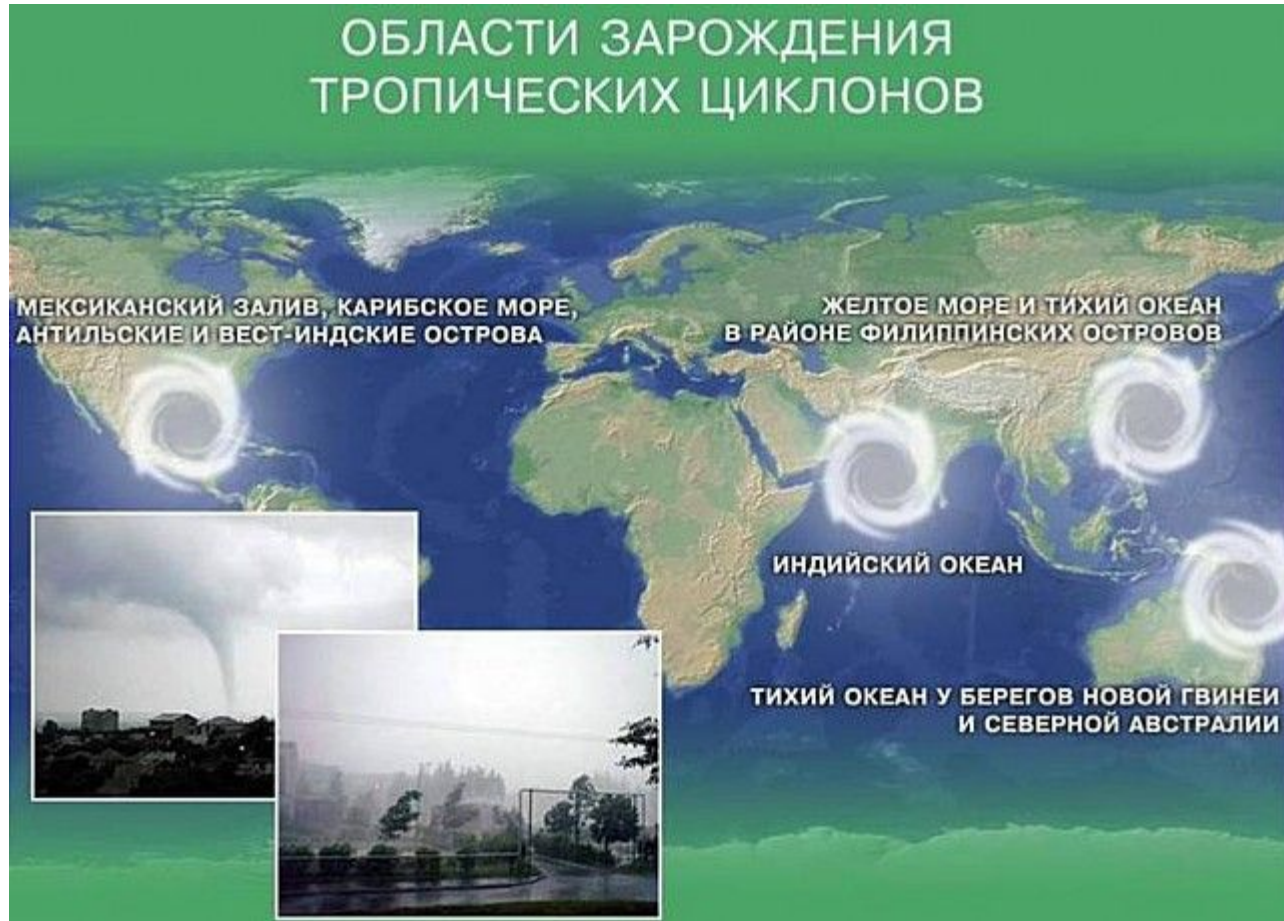 ОБЛАСТИ ЗАРОЖДЕНИЯ
ТРОПИЧЕСКИХ ЦИКЛОНОВ
МЕКСИКАНСКИЙ ЗАЛИВ, КАРИБСКОЕ МОРЕ,
АНТИЛЬСКИЕ И ВЕСТ-ИНДСКИЕ ОСТРОВА
ЖЕЛТОЕ МОРЕ И ТИХИЙ ОКЕАН
В РАЙОНЕ ФИЛИППИНСКИХ ОСТРОВОВ
ИНДИЙСКИЙ ОКЕАН
ТИХИЙ ОКЕАН У БЕРЕГОВ НОВОЙ ГВИНЕИ
И СЕВЕРНОЙ АВСТРАЛИИ